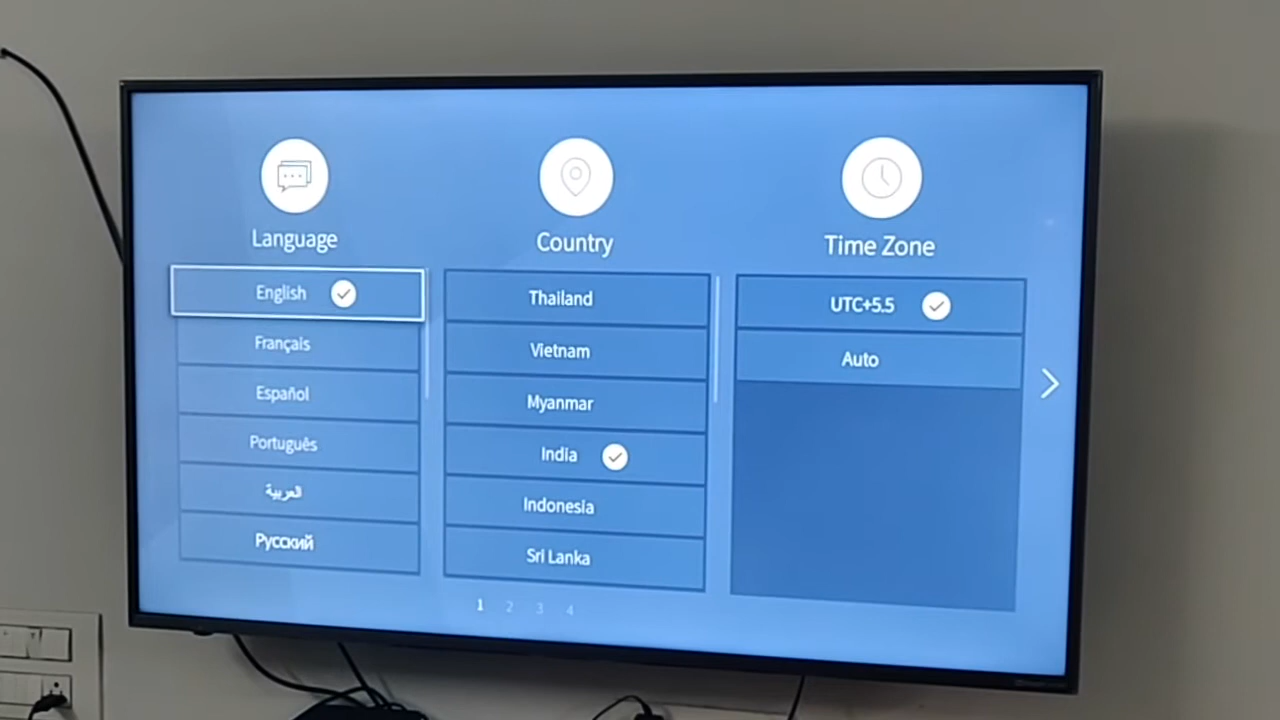 Language
English
Français
Español
Português
العربية
Русский
Country
Thailand
Vietnam
Myanmar
India
Indonesia
Sri Lanka
Time Zone
UTC+5.5
Auto
1 2 3 4